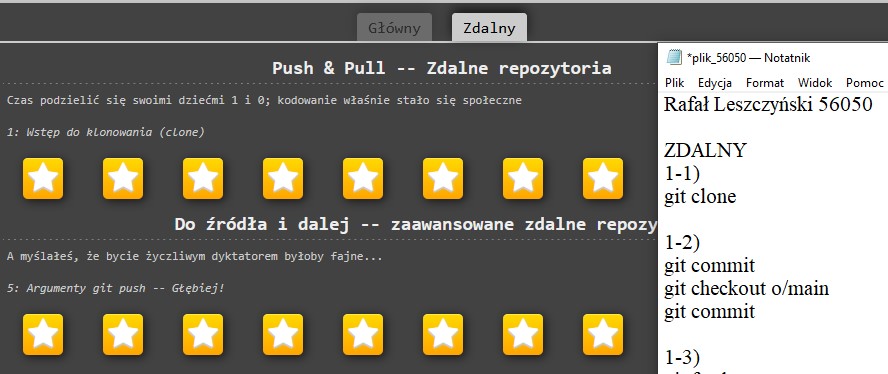 Główny Zdalny
Push & Pull -- Zdalne repozytoria
Czas podzielić się swoimi dziećmi 1 i 0; kodowanie właśnie stało się społeczne
1: Wstęp do klonowania (clone)
Do źródła i dalej -- zaawansowane zdalne repozy
A myślałeś, że bycie życzliwym dyktatorem byłoby fajne...
5: Argumenty git push -- Głębiej!
*plik_56050 — Notatnik
Plik Edycja Format Widok Pomoc
Rafał Leszczyński 56050
ZDALNY
1-1)
git clone
1-2)
git commit
git checkout o/main
git commit
1-3)